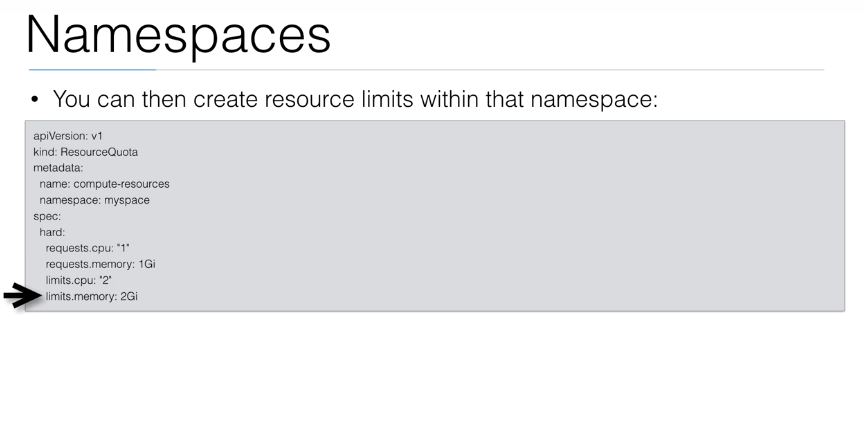 Namespaces
• You can then create resource limits within that namespace:
apiVersion: v1
kind: ResourceQuota
metadata:
  name: compute-resources
  namespace: myspace
spec:
  hard:
    requests.cpu: "1"
    requests.memory: 1Gi
    limits.cpu: "2"
    limits.memory: 2Gi